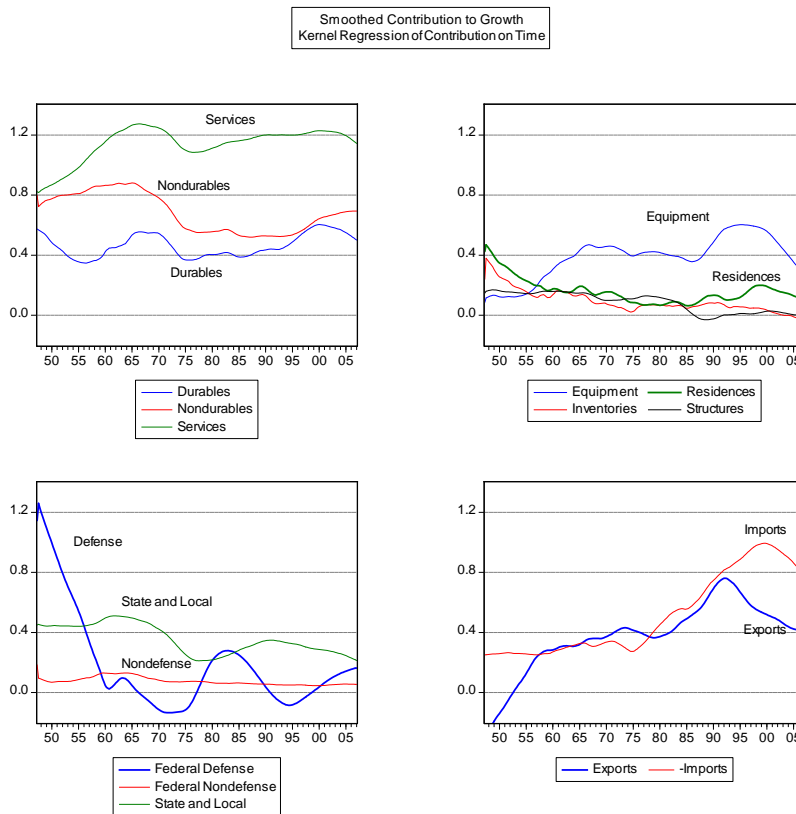 Smoothed Contribution to Growth
Kernel Regression of Contribution on Time
1.2
0.8
0.4
0.0
Services
Nondurables
Durables
50 55 60 65 70 75 80 85 90 95 00 05
Durables
Nondurables
Services
1.2
0.8
0.4
0.0
Equipment
Residences
50 55 60 65 70 75 80 85 90 95 00 05
Equipment Residences
Inventories Structures
1.2
0.8
0.4
0.0
Defense
State and Local
Nondefense
50 55 60 65 70 75 80 85 90 95 00 05
Federal Defense
Federal Nondefense
State and Local
1.2
0.8
0.4
0.0
Imports
Exports
50 55 60 65 70 75 80 85 90 95 00 05
Exports -Imports